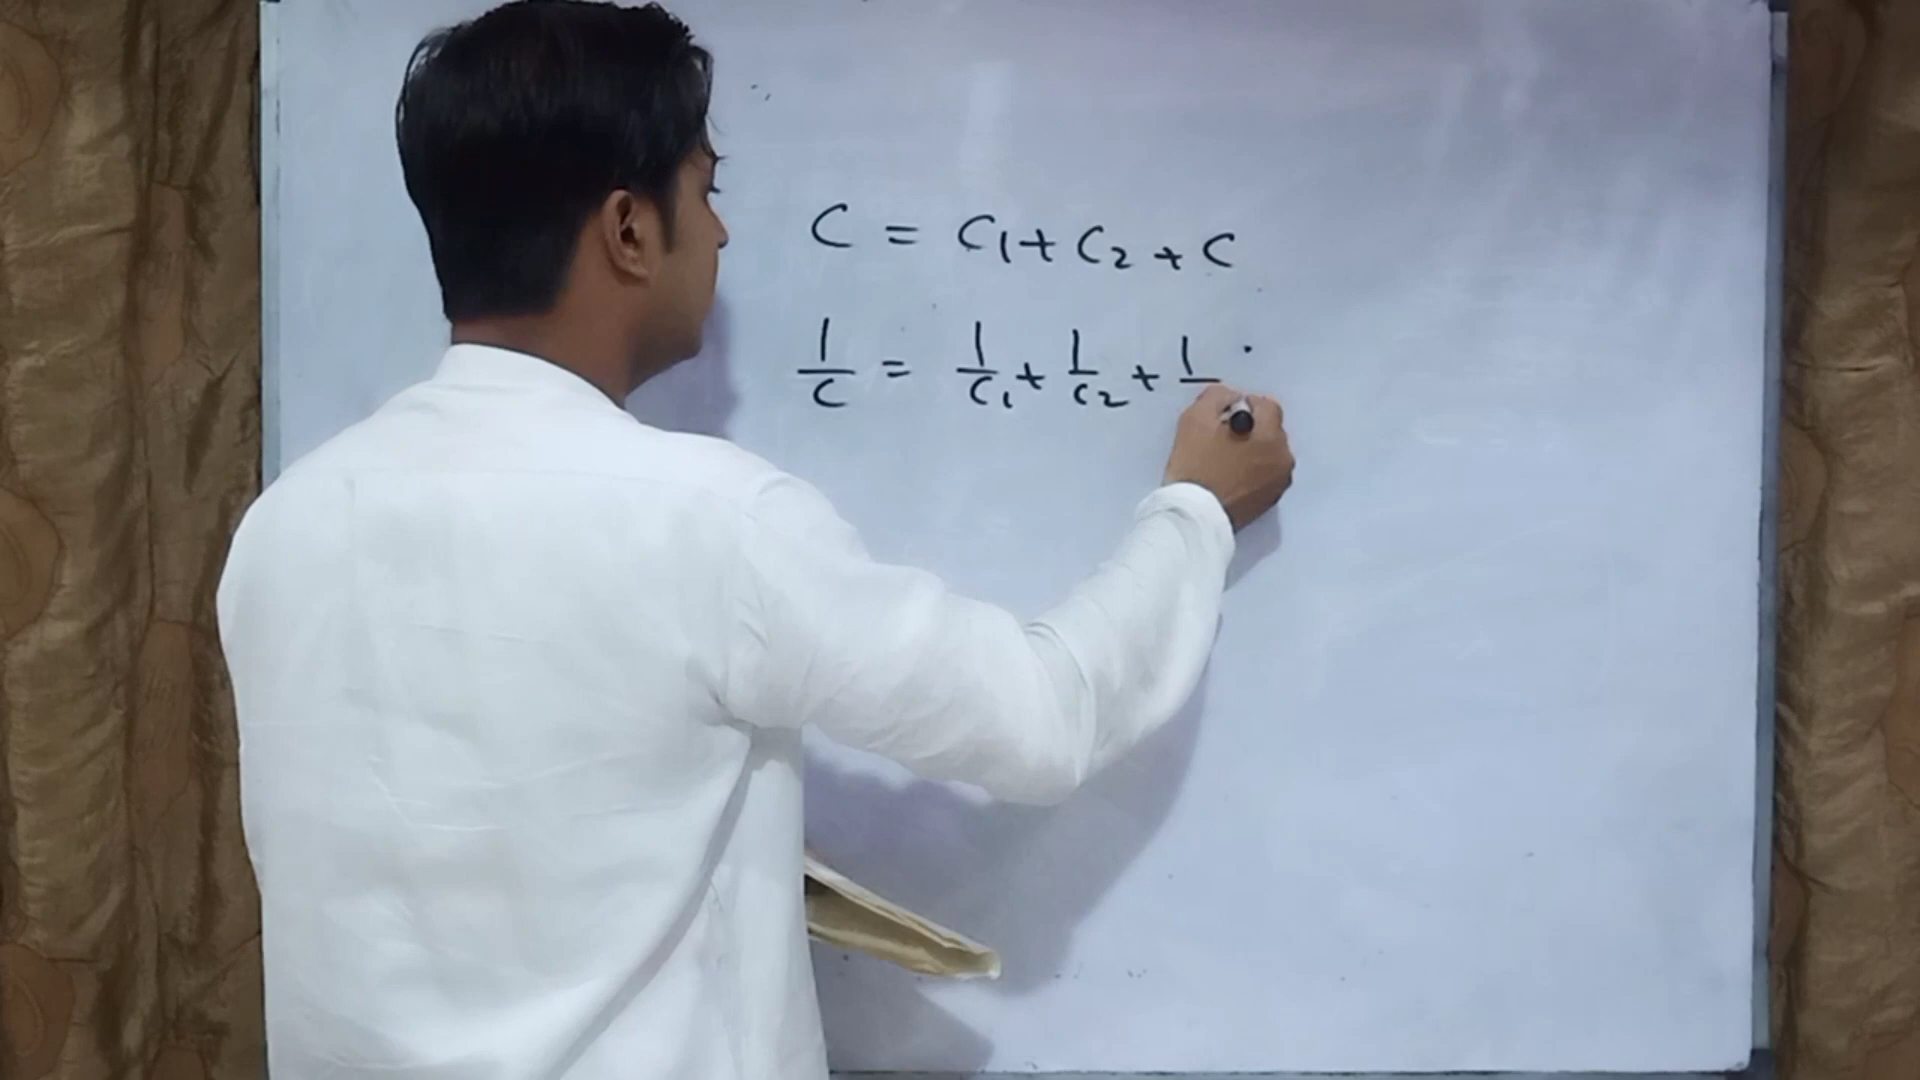 C = C₁ + C₂ + C
1/C = 1/C₁ + 1/C₂ + 1/